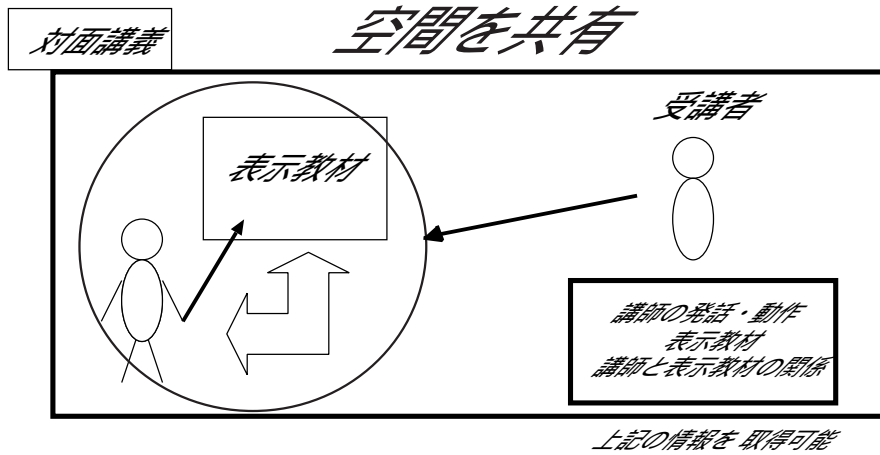 対面講義
空間を共有
受講者
表示教材
講師の発話・動作
表示教材
講師と表示教材の関係
上記の情報を 取得可能